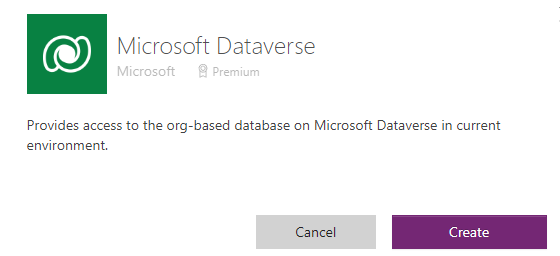 Microsoft Dataverse
Microsoft Premium
Provides access to the org-based database on Microsoft Dataverse in current
environment.
Cancel Create